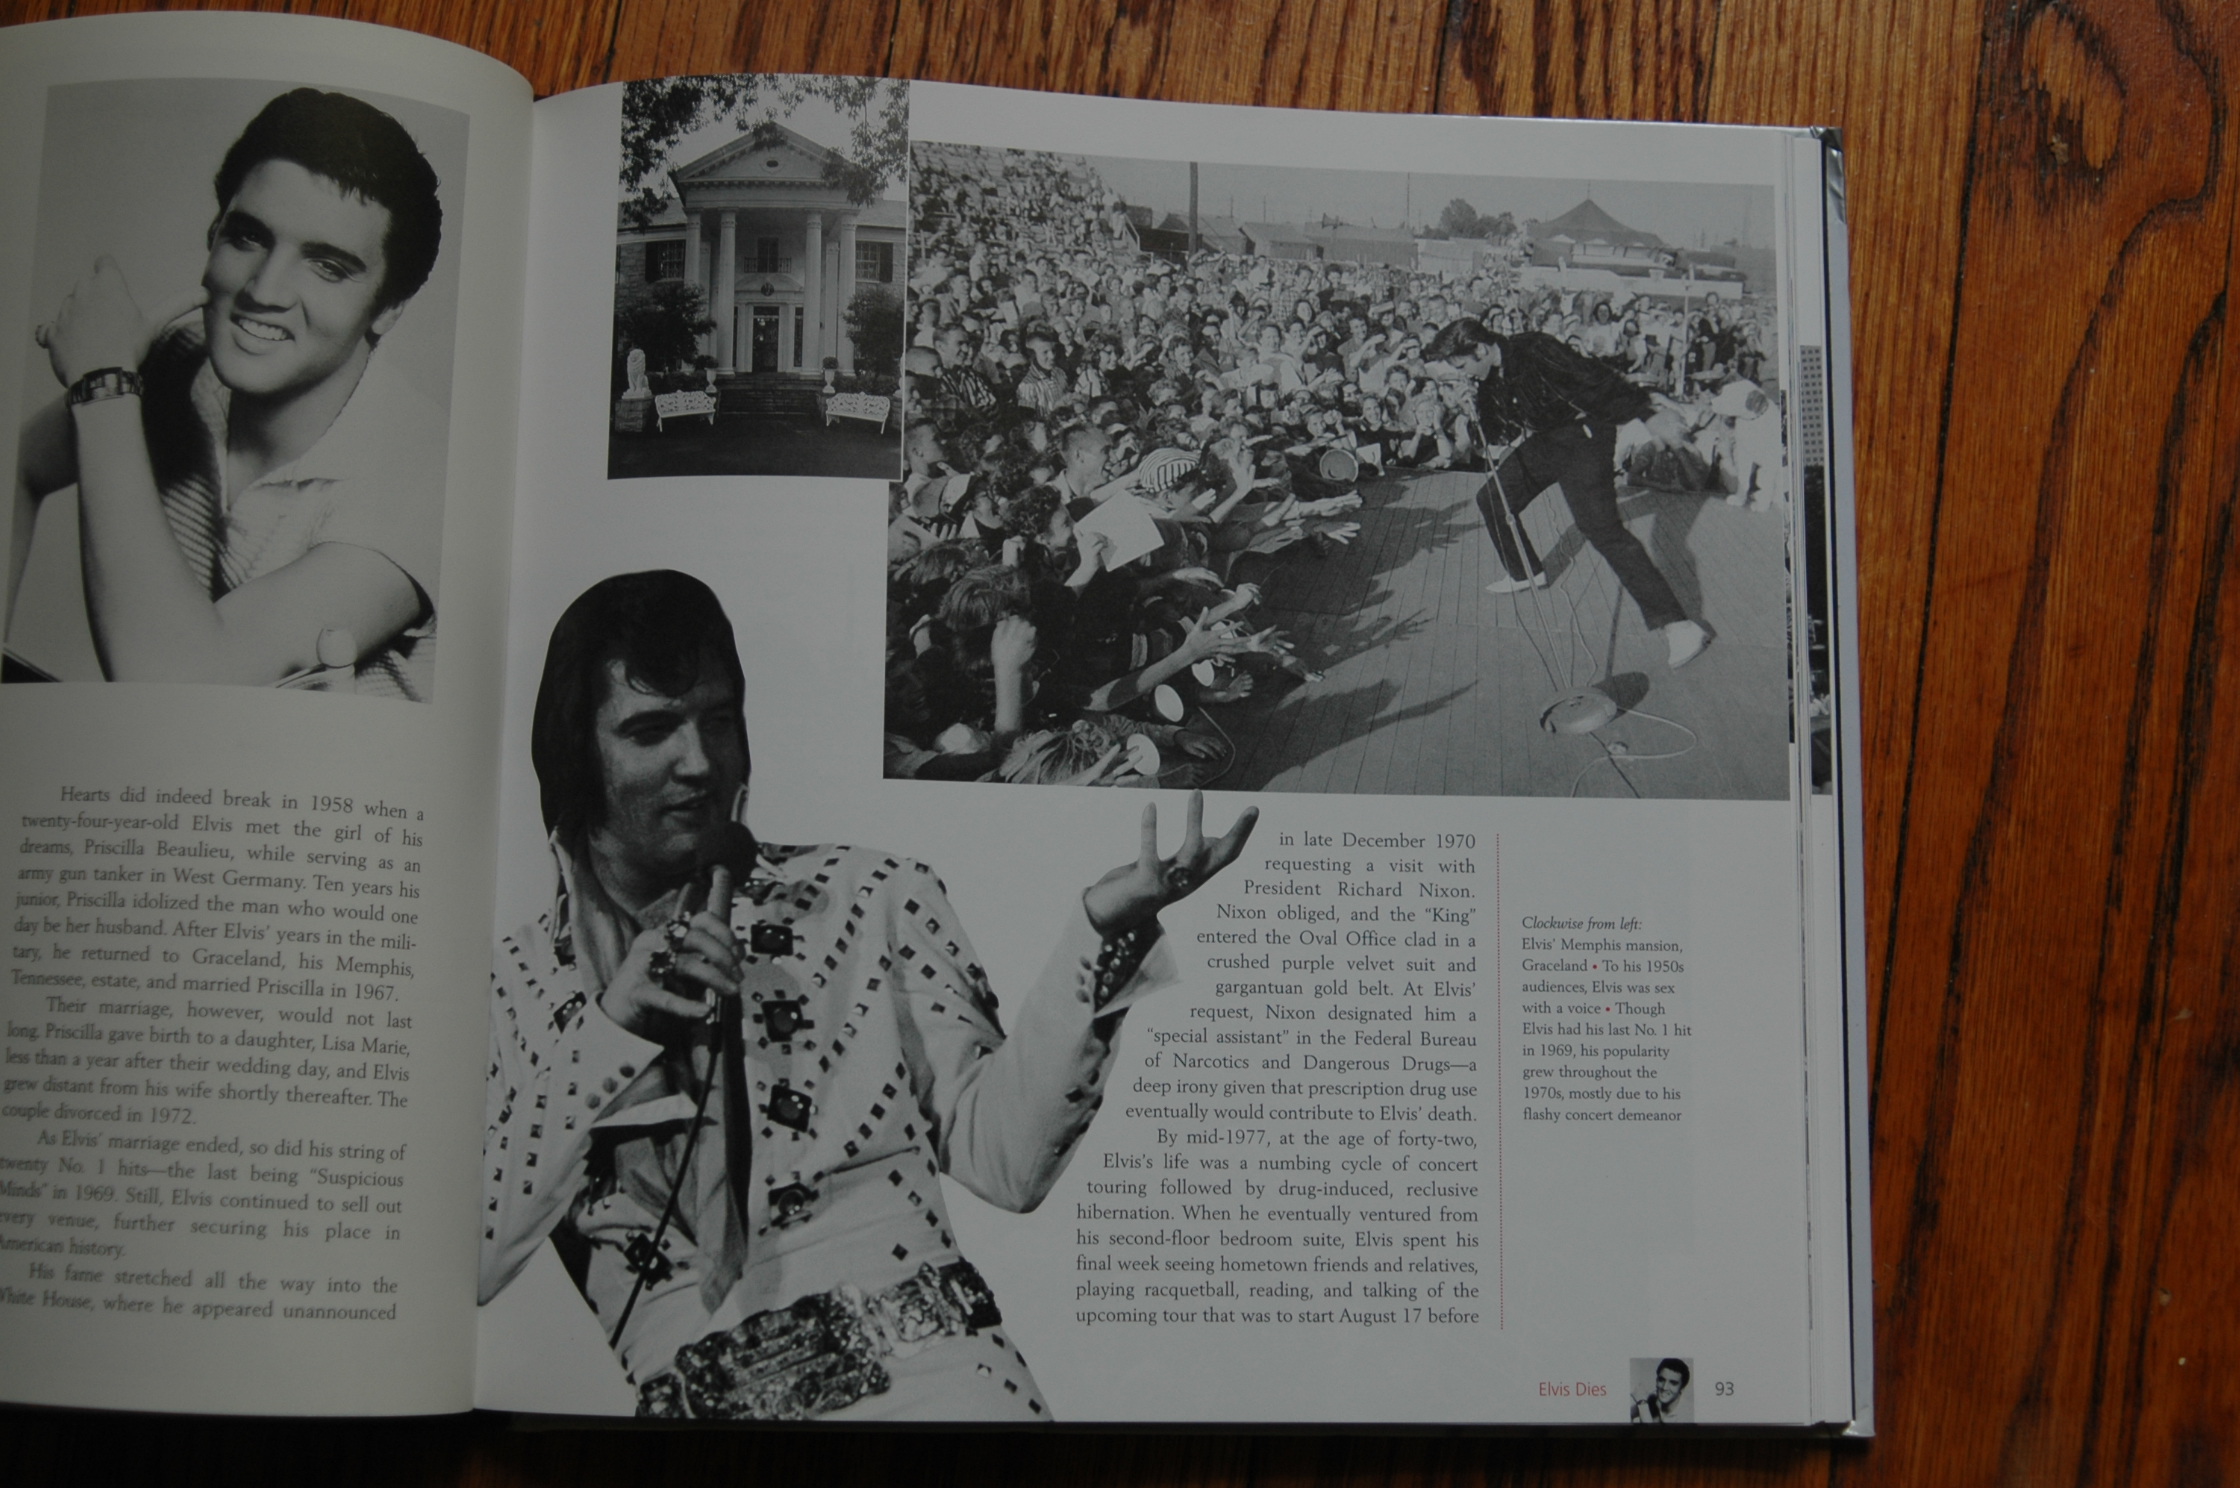 Hearts did indeed break in 1958 when a
twenty-four-year-old Elvis met the girl of his
dreams, Priscilla Beaulieu, while serving as an
army gun tanker in West Germany. Ten years his
junior, Priscilla idolized the man who would one
day be her husband. After Elvis' years in the mili-
tary, he returned to Graceland, his Memphis,
Tennessee, estate, and married Priscilla in 1967.
Their marriage, however, would not last
long. Priscilla gave birth to a daughter, Lisa Marie,
less than a year after their wedding day, and Elvis
grew distant from his wife shortly thereafter. The
couple divorced in 1972.
As Elvis' marriage ended, so did his string of
twenty No. 1 hits—the last being "Suspicious
Minds" in 1969. Still, Elvis continued to sell out
every venue, further securing his place in
American history.
His fame stretched all the way into the
White House, where he appeared unannounced
in late December 1970
requesting a visit with
President Richard Nixon.
Nixon obliged, and the "King"
entered the Oval Office clad in a
crushed purple velvet suit and
gargantuan gold belt. At Elvis'
request, Nixon designated him a
"special assistant" in the Federal Bureau
of Narcotics and Dangerous Drugs—a
deep irony given that prescription drug use
eventually would contribute to Elvis' death.
By mid-1977, at the age of forty-two,
Elvis's life was a numbing cycle of concert
touring followed by drug-induced, reclusive
hibernation. When he eventually ventured from
his second-floor bedroom suite, Elvis spent his
final week seeing hometown friends and relatives,
playing racquetball, reading, and talking of the
upcoming tour that was to start August 17 before
Clockwise from left:
Elvis' Memphis mansion,
Graceland • To his 1950s
audiences, Elvis was sex
with a voice • Though
Elvis had his last No. 1 hit
in 1969, his popularity
grew throughout the
1970s, mostly due to his
flashy concert demeanor
Elvis Dies 93